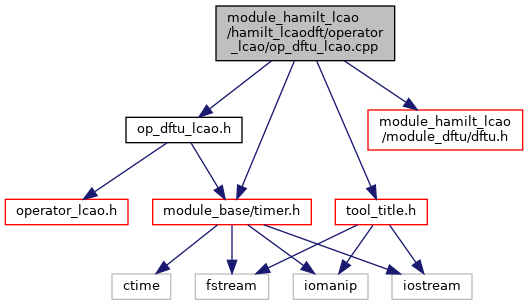 module_hamilt_lcao
/hamilt_lcaodft/operator
_lcao/op_dftu_lcao.cpp
op_dftu_lcao.h
module_hamilt_lcao
/module_dftu/dftu.h
operator_lcao.h
module_base/timer.h
tool_title.h
ctime
fstream
iomanip
iostream